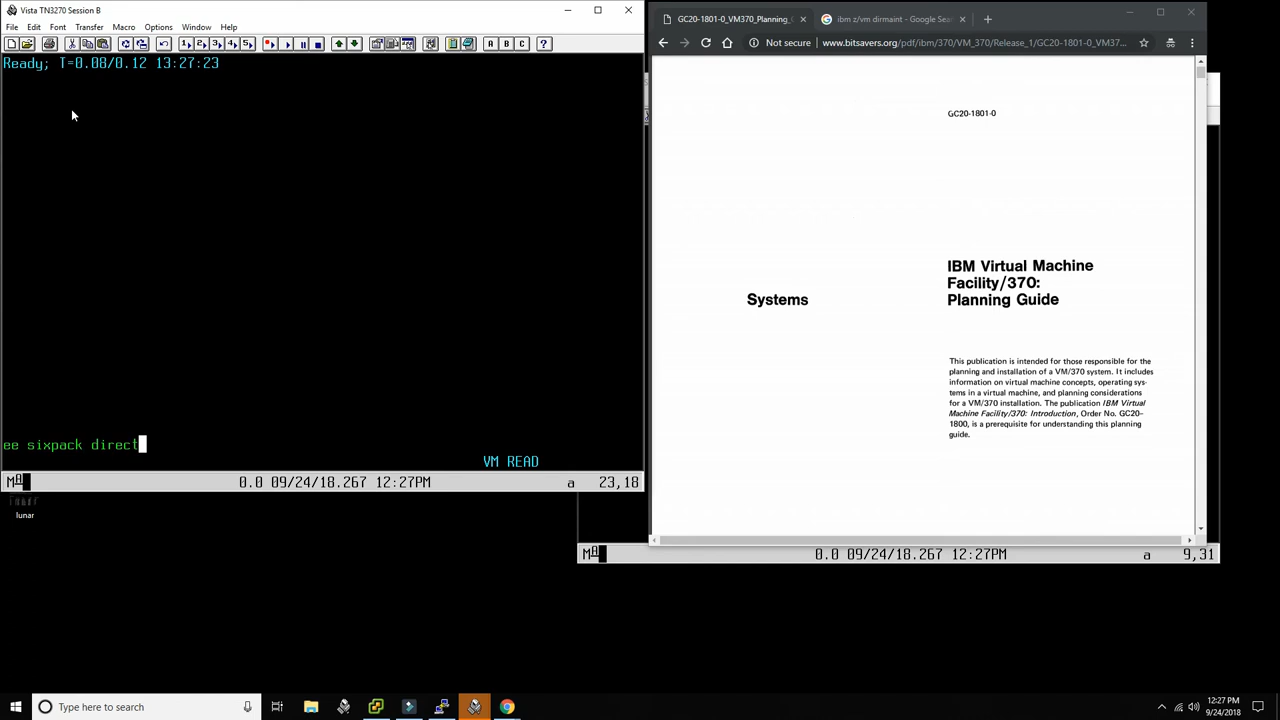 Vista TN3270 Session B
File Edit Font Transfer Macro Options Window Help
Ready; T=0.08/0.12 13:27:23
ee sixpack direct
VM READ
0.0 09/24/18.267 12:27PM a 23,18
lunar
GC20-1801-0_VM370_Planning_
ibm z/vm dirmaint - Google Sea
Not secure www.bitsavers.org/pdf/ibm/370/VM_370/Release_1/GC20-1801-0_VM37...
GC20-1801-0
Systems
IBM Virtual Machine
Facility/370:
Planning Guide
This publication is intended for those responsible for the
planning and installation of a VM/370 system. It includes
information on virtual machine concepts, operating sys-
tems in a virtual machine, and planning considerations
for a VM/370 installation. The publication IBM Virtual
Machine Facility/370: Introduction, Order No. GC20-
1800, is a prerequisite for understanding this planning
guide.
0.0 09/24/18.267 12:27PM a 9,31
Type here to search
12:27 PM
9/24/2018